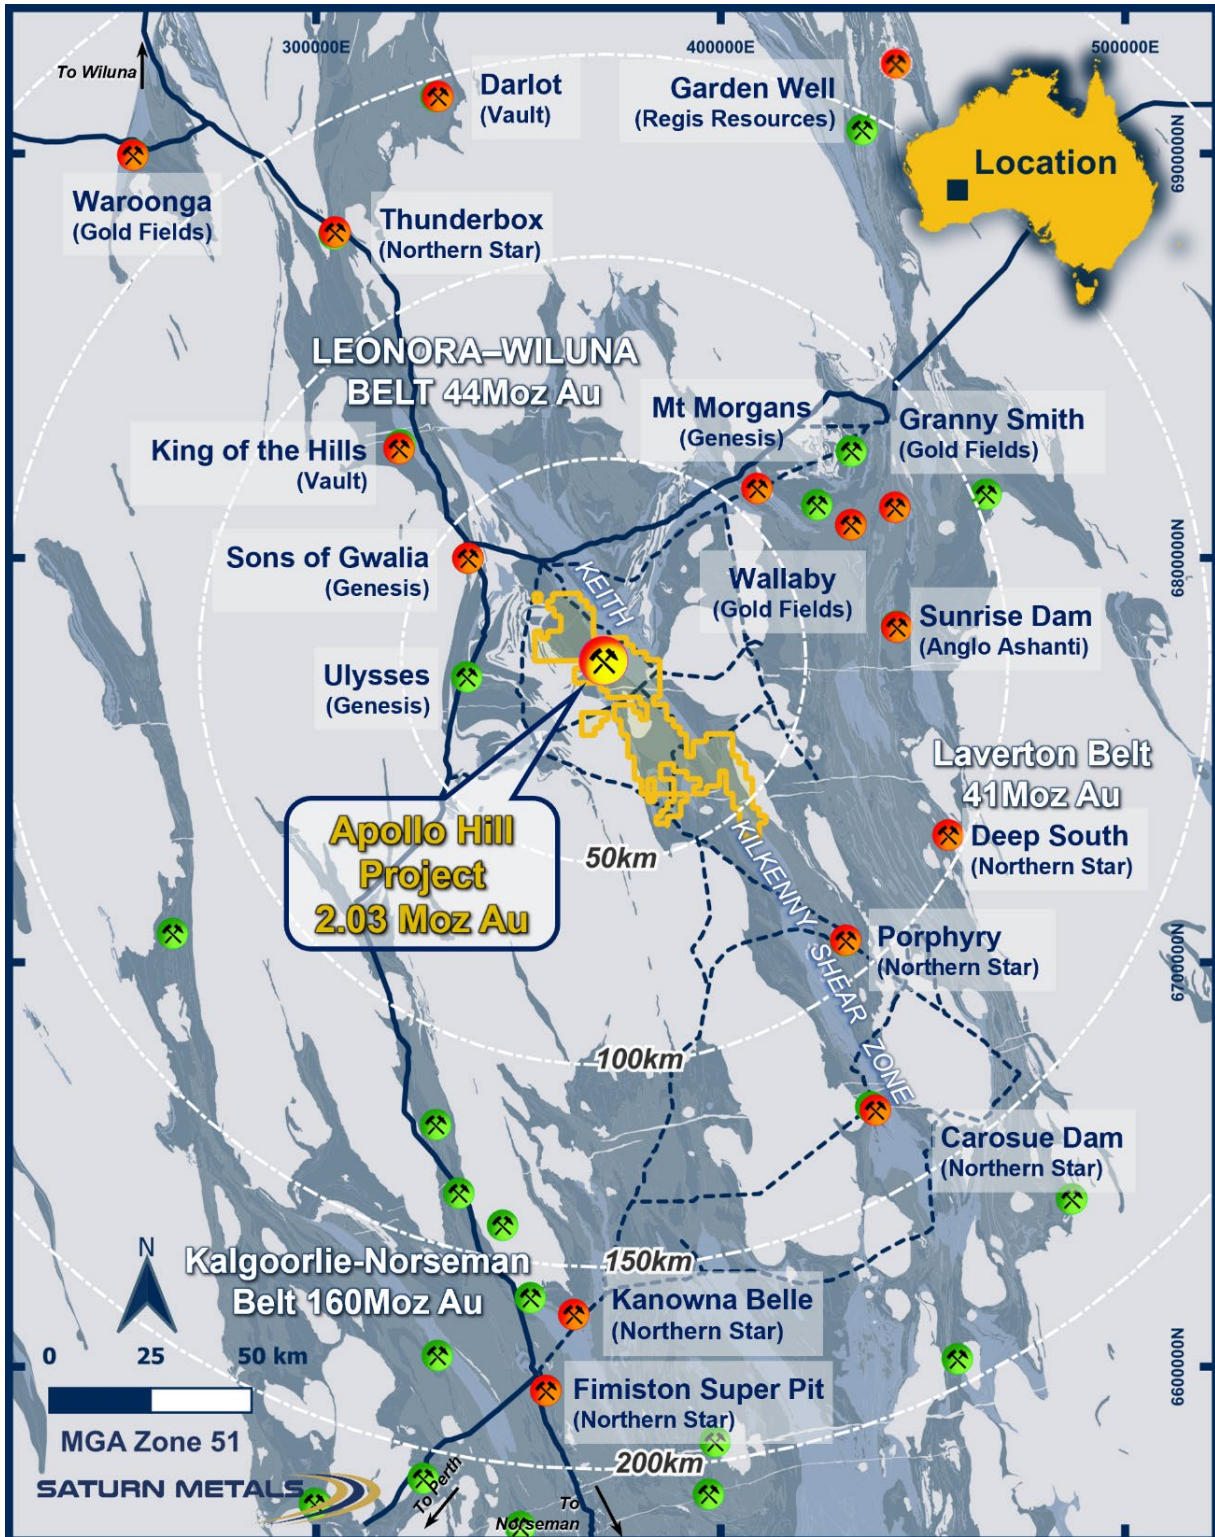 300000E
400000E
500000E
To Wiluna
Darlot
(Vault)
Garden Well
(Regis Resources)
6900000N
Location
Waroonga
(Gold Fields)
Thunderbox
(Northern Star)
LEONORA–WILUNA
BELT 44Moz Au
Mt Morgans
(Genesis)
Granny Smith
(Gold Fields)
King of the Hills
(Vault)
Sons of Gwalia
(Genesis)
KEITH
Wallaby
(Gold Fields)
6800000N
Sunrise Dam
(Anglo Ashanti)
Ulysses
(Genesis)
Laverton Belt
41Moz Au
Apollo Hill
Project
2.03 Moz Au
50km
KILKENNY
Deep South
(Northern Star)
Porphyry
(Northern Star)
6700000N
SHEAR
100km
ZONE
Carosue Dam
(Northern Star)
N
Kalgoorlie-Norseman
Belt 160Moz Au
150km
Kanowna Belle
(Northern Star)
0 25 50 km
6600000N
Fimiston Super Pit
(Northern Star)
MGA Zone 51
200km
SATURN METALS
To Perth
To
Norseman